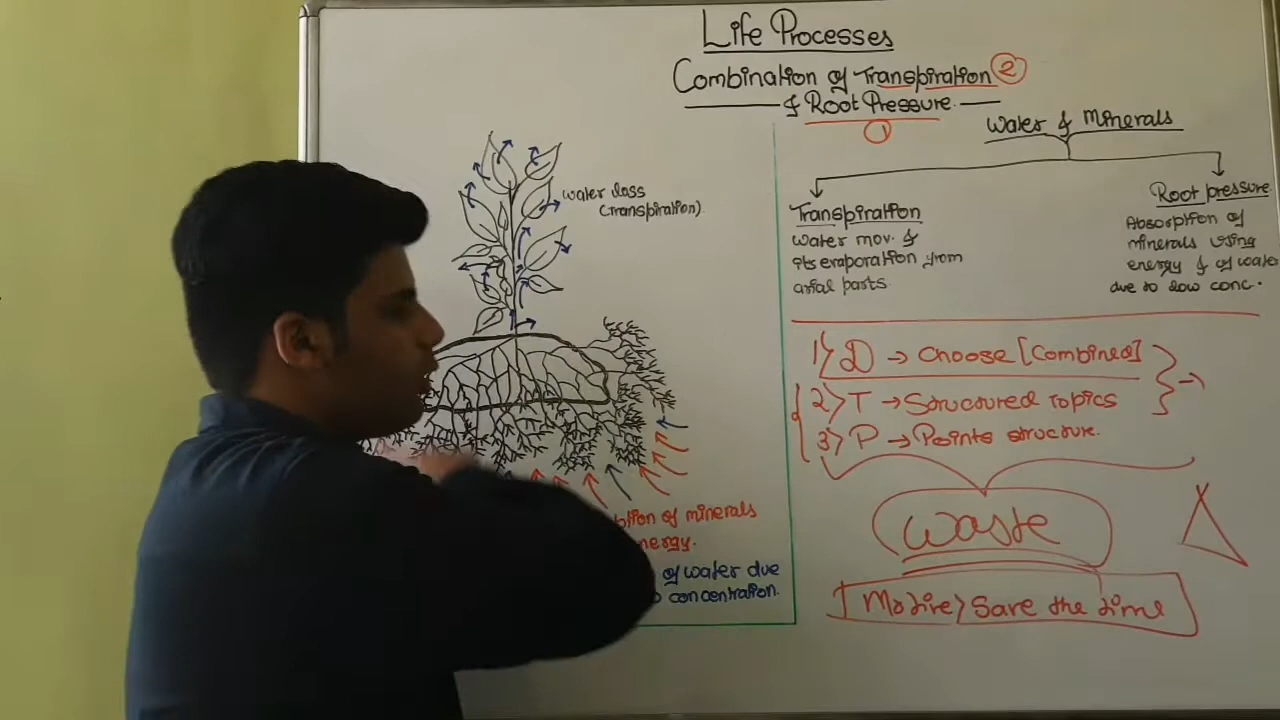 Life Processes
Combination of Transpiration ②
& Root Pressure
①
Water & Minerals
water loss
(transpiration).
Transpiration
water mov. &
its evaporation from
arial parts
Root pressure
Absorption of
minerals using
energy & of water
due to low conc.
1> D → Choose [Combined]
2> T → Structured Topics
3> P → Points structure.
Waste
Motive> Save the time
ption of minerals
nergy.
of water due
concentration.